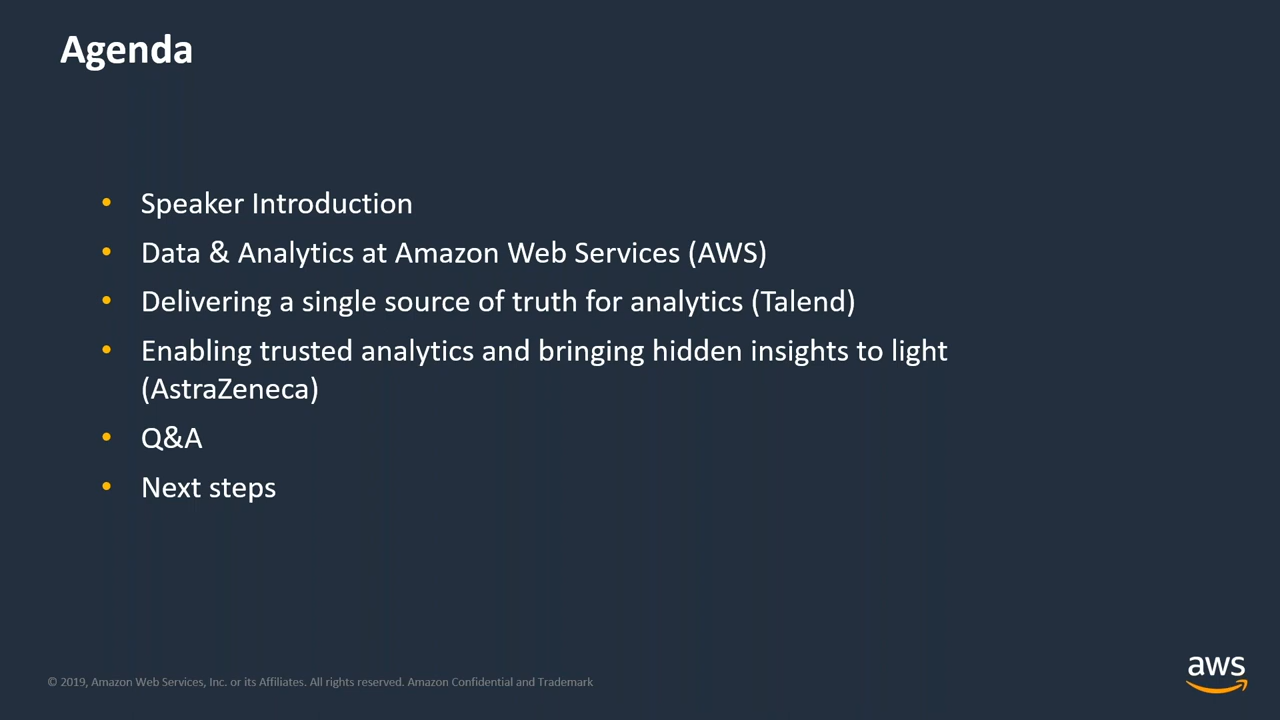 Agenda
• Speaker Introduction
• Data & Analytics at Amazon Web Services (AWS)
• Delivering a single source of truth for analytics (Talend)
• Enabling trusted analytics and bringing hidden insights to light
(AstraZeneca)
• Q&A
• Next steps
© 2019, Amazon Web Services, Inc. or its Affiliates. All rights reserved. Amazon Confidential and Trademark
aws